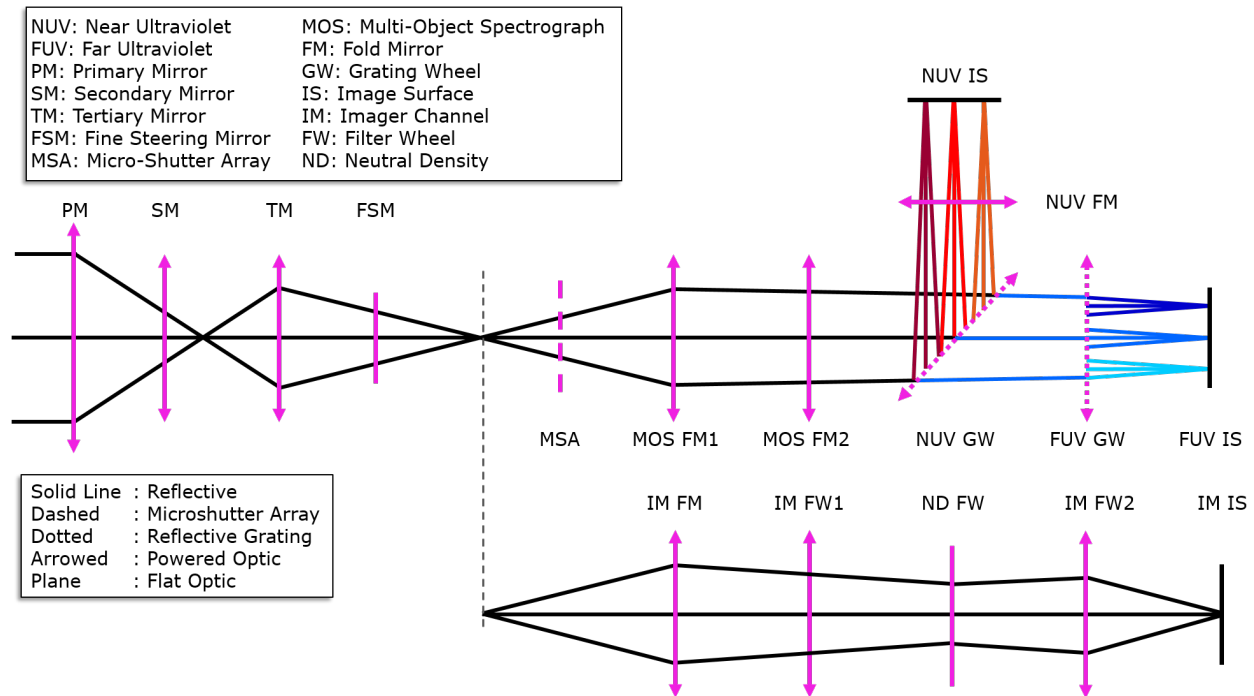 NUV: Near Ultraviolet
FUV: Far Ultraviolet
PM: Primary Mirror
SM: Secondary Mirror
TM: Tertiary Mirror
FSM: Fine Steering Mirror
MSA: Micro-Shutter Array
MOS: Multi-Object Spectrograph
FM: Fold Mirror
GW: Grating Wheel
IS: Image Surface
IM: Imager Channel
FW: Filter Wheel
ND: Neutral Density
NUV IS
NUV FM
PM SM TM FSM
MSA MOS FM1 MOS FM2 NUV GW FUV GW FUV IS
Solid Line : Reflective
Dashed : Microshutter Array
Dotted : Reflective Grating
Arrowed : Powered Optic
Plane : Flat Optic
IM FM IM FW1 ND FW IM FW2 IM IS